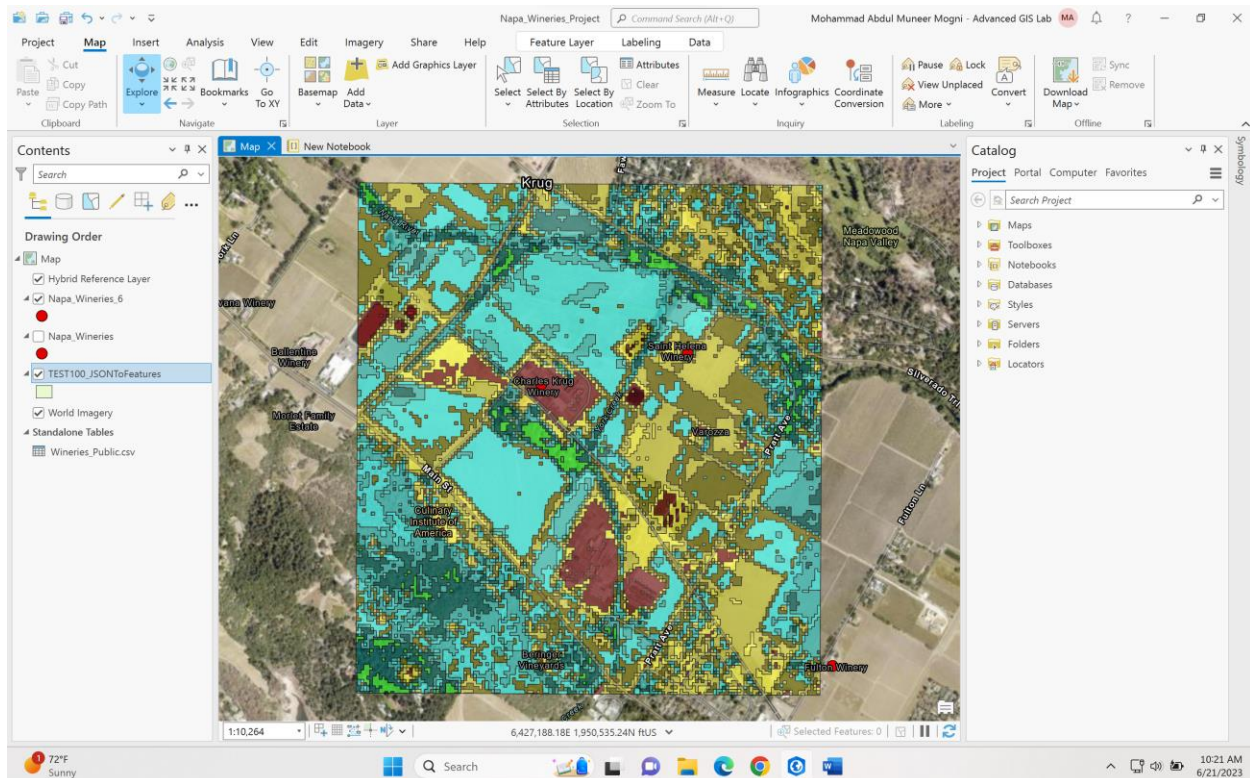 Napa_Wineries_Project
Command Search (Alt+Q)
Mohammad Abdul Muneer Mogni - Advanced GIS Lab
MA
?
Project Map Insert Analysis View Edit Imagery Share Help Feature Layer Labeling Data
Cut
Copy
Copy Path
Paste
Clipboard
Explore
Bookmarks
Go To XY
Navigate
Basemap
Add Data
Add Graphics Layer
Layer
Select
Select By Attributes
Select By Location
Attributes
Clear
Zoom To
Selection
Measure
Locate
Infographics
Coordinate Conversion
Inquiry
Pause
Lock
View Unplaced
More
Convert
Labeling
Download Map
Sync
Remove
Offline
Contents
Search
Drawing Order
Map
Hybrid Reference Layer
Napa_Wineries_6
Napa_Wineries
TEST100_JSONToFeatures
World Imagery
Standalone Tables
Wineries_Public.csv
Map
New Notebook
Krug
Meadowood
Napa Valley
Ballentine
Winery
Saint Helena
Winery
Charles Krug
Winery
Morlet Family
Estate
Varozza
Silverado Trl
Pratt Ave
Main St
Culinary
Institute of
America
Fulton Ln
Beringer
Vineyards
Pratt Ave
Fulton Winery
Creek
1:10,264
6,427,188.18E 1,950,535.24N ftUS
Selected Features: 0
Catalog
Project Portal Computer Favorites
Search Project
Maps
Toolboxes
Notebooks
Databases
Styles
Servers
Folders
Locators
Symbology
1
72°F
Sunny
Search
10:21 AM
6/21/2023